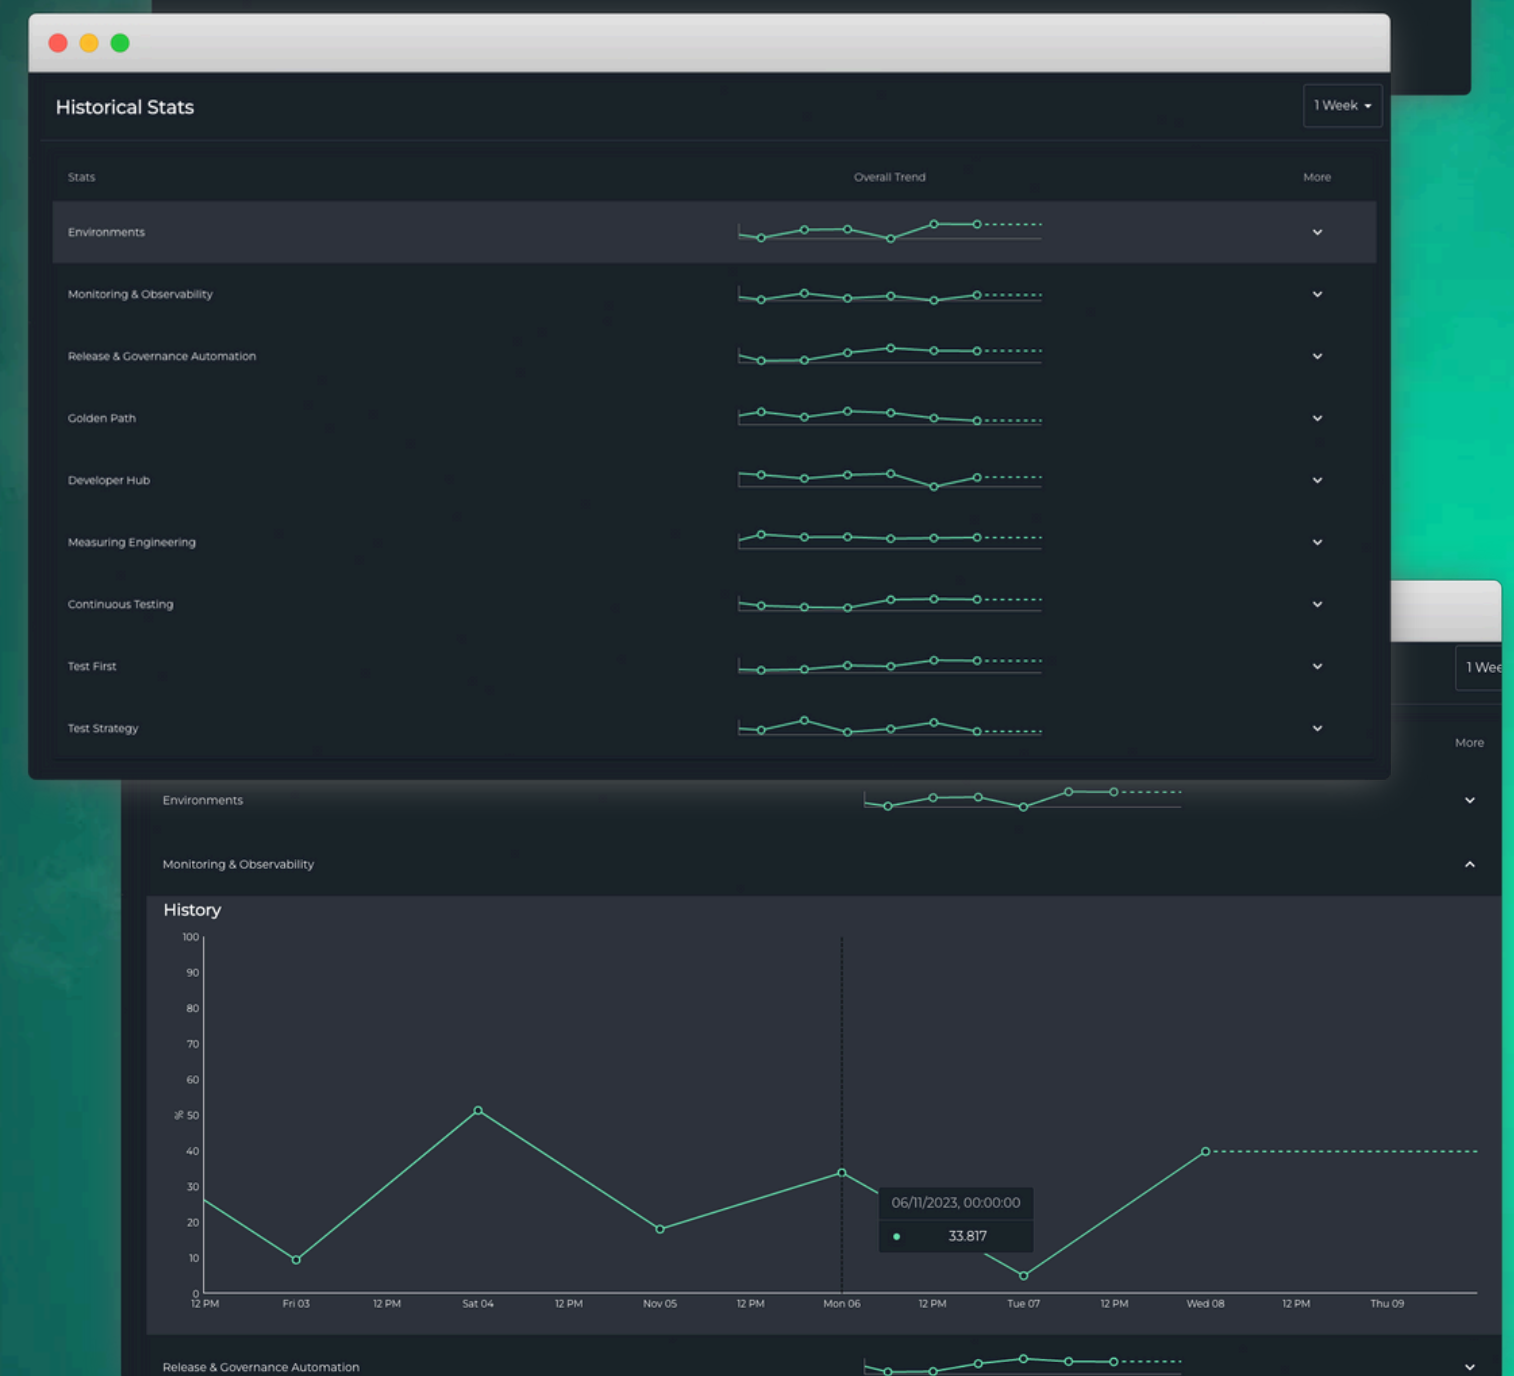 Historical Stats
1 Week
Stats Overall Trend More
Environments
Monitoring & Observability
Release & Governance Automation
Golden Path
Developer Hub
Measuring Engineering
Continuous Testing
Test First
Test Strategy
1 Wee
More
Environments
Monitoring & Observability
History
100
90
80
70
60
% 50
40
30
20
10
0
06/11/2023, 00:00:00
33.817
12 PM Fri 03 12 PM Sat 04 12 PM Nov 05 12 PM Mon 06 12 PM Tue 07 12 PM Wed 08 12 PM Thu 09
Release & Governance Automation